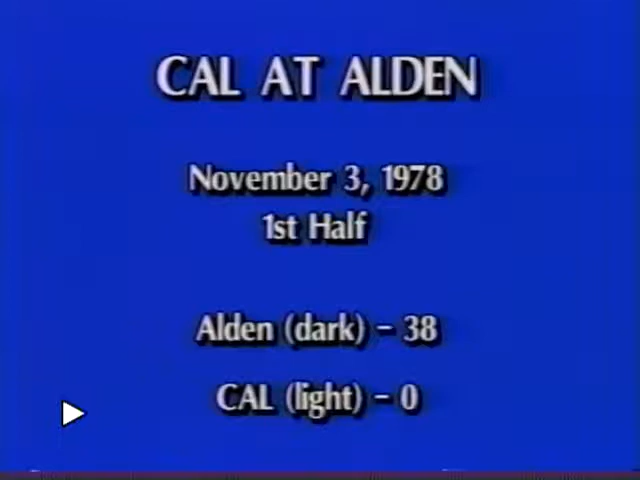 CAL AT ALDEN
November 3, 1978
1st Half
Alden (dark) - 38
CAL (light) - 0